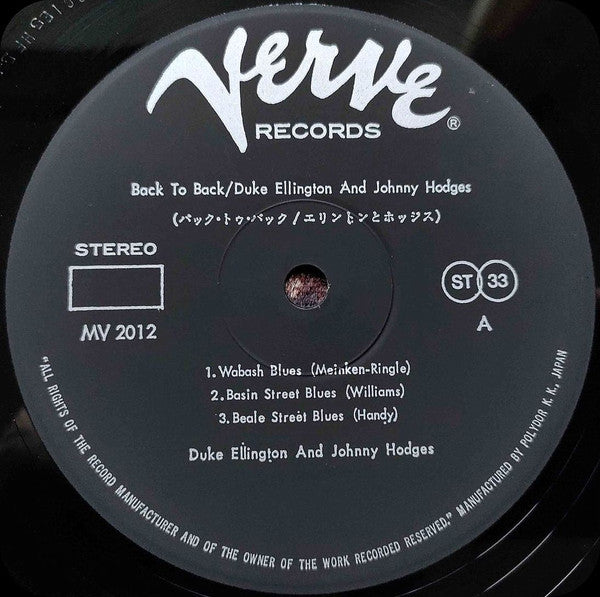 Verve
RECORDS ®
Back To Back/Duke Ellington And Johnny Hodges
(バック・トゥ・バック/エリントンとホッジス)
STEREO
ST 33
MV 2012
A
1. Wabash Blues (Meinken-Ringle)
2. Basin Street Blues (Williams)
3. Beale Street Blues (Handy)
Duke Ellington And Johnny Hodges
"ALL RIGHTS OF THE RECORD MANUFACTURER AND OF THE OWNER OF THE WORK RECORDED RESERVED." MANUFACTURED BY POLYDOR K. K., JAPAN